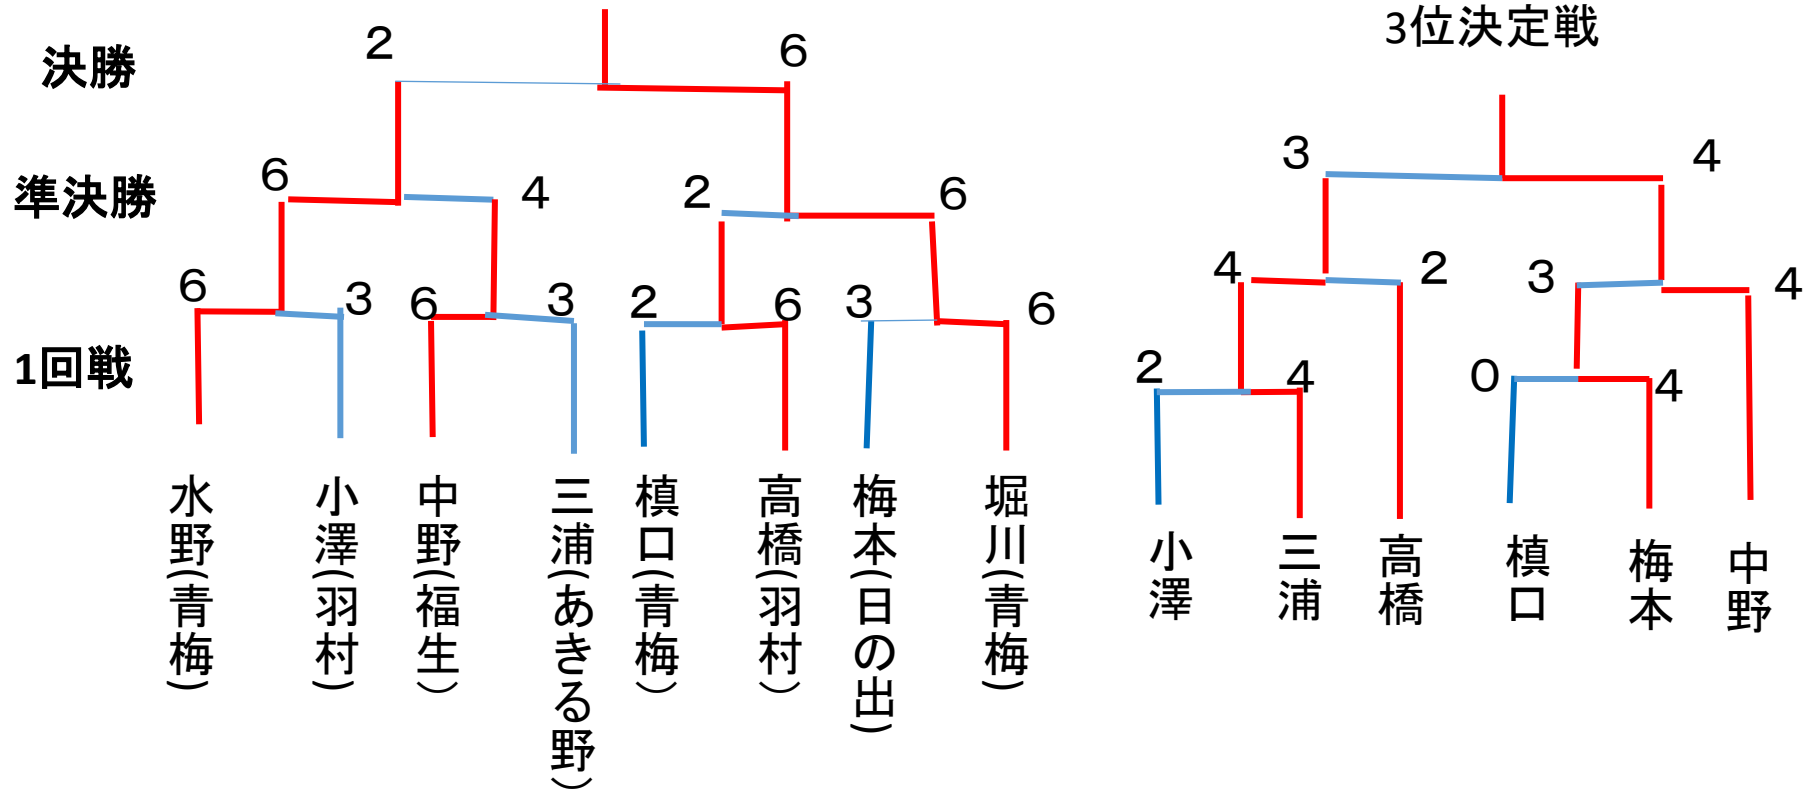 3位決定戦
決勝
2
6
3
4
準決勝
6
4
2
6
4
2
3
4
6
3
6
3
2
6
3
6
1回戦
2
4
0
4
水野(青梅)
小澤(羽村)
中野(福生)
三浦(あきる野)
槙口(青梅)
高橋(羽村)
梅本(日の出)
堀川(青梅)
小澤
三浦
高橋
槙口
梅本
中野